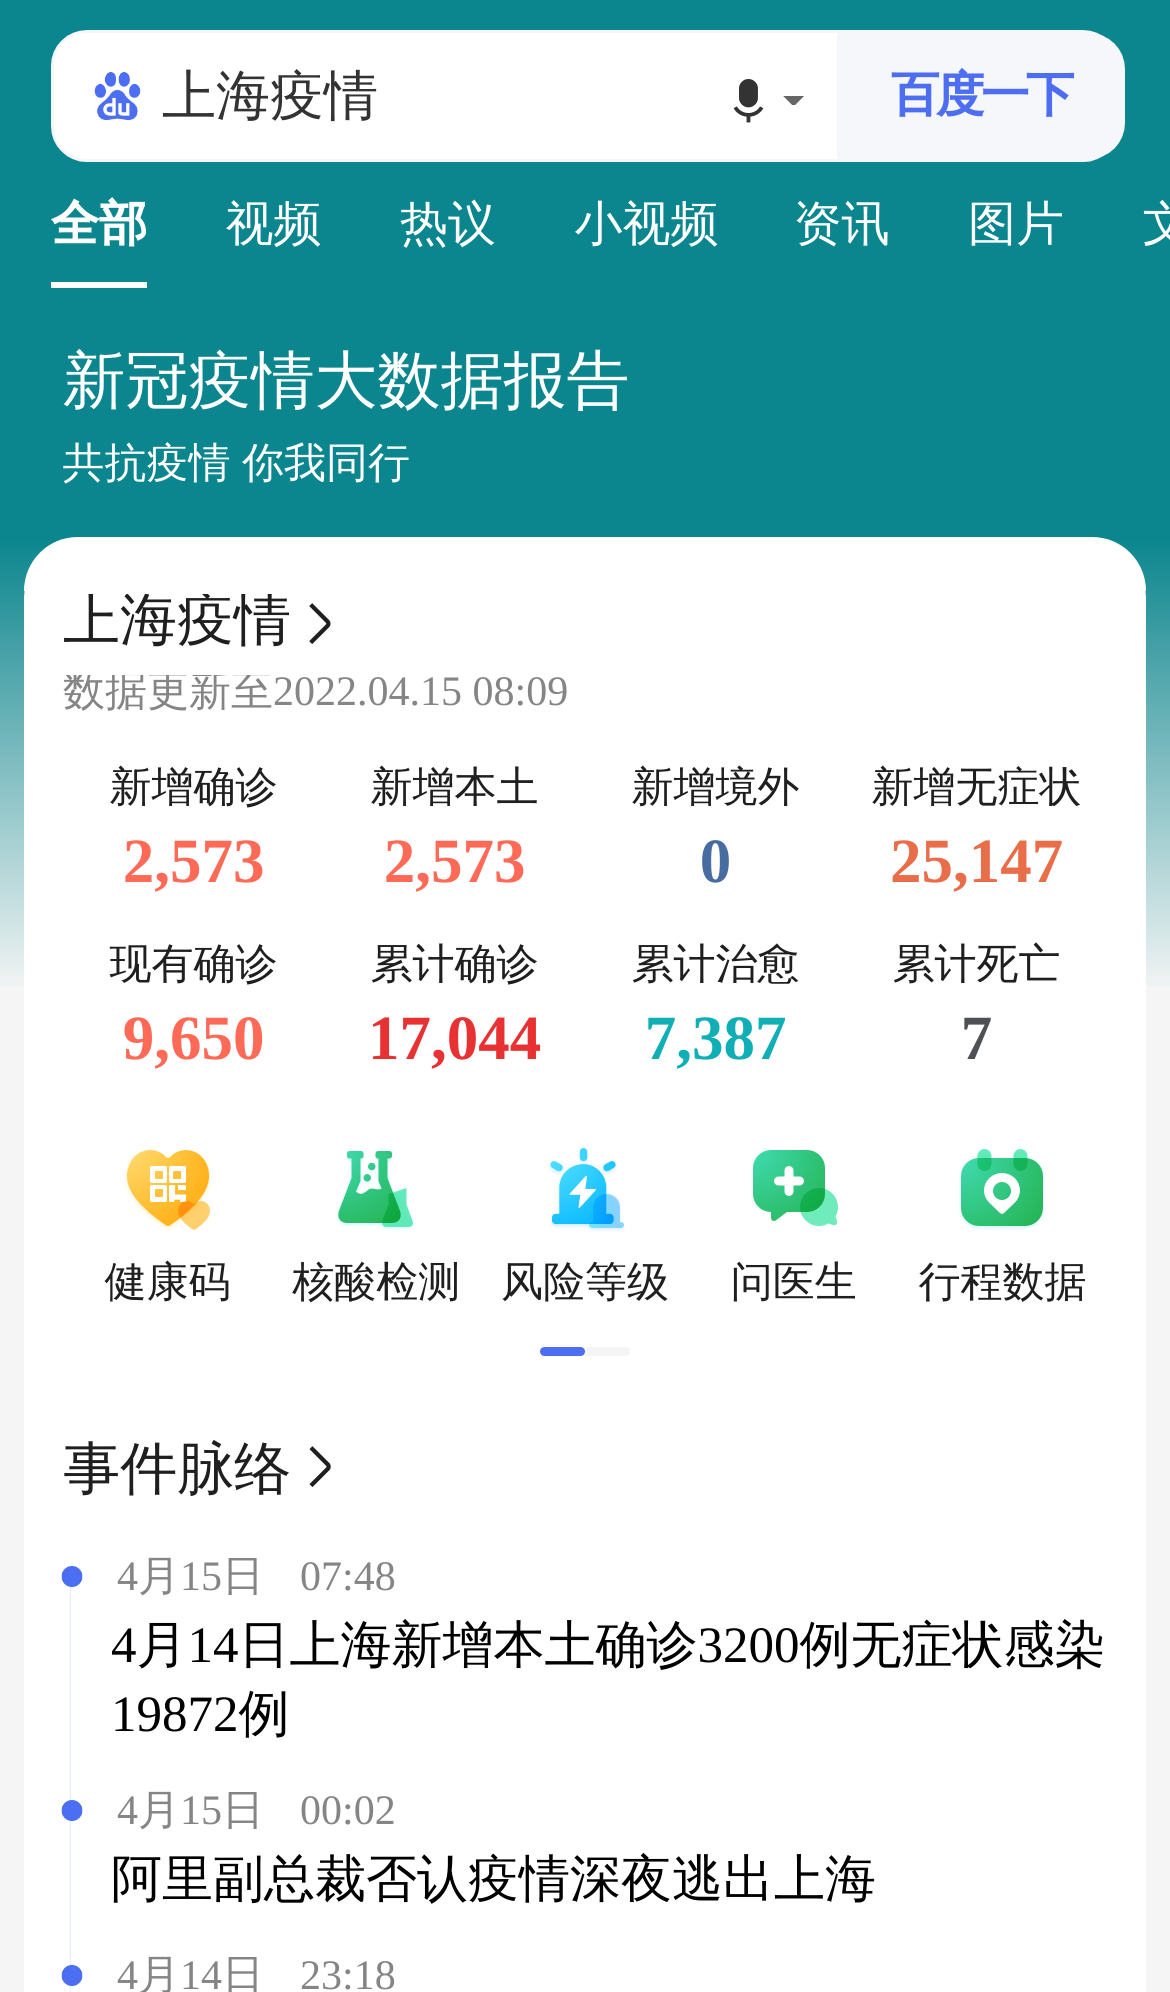 du 上海疫情 百度一下
全部 视频 热议 小视频 资讯 图片
新冠疫情大数据报告
共抗疫情 你我同行
上海疫情
数据更新至2022.04.15 08:09
新增确诊 新增本土 新增境外 新增无症状
2,573 2,573 0 25,147
现有确诊 累计确诊 累计治愈 累计死亡
9,650 17,044 7,387 7
健康码 核酸检测 风险等级 问医生 行程数据
事件脉络
4月15日 07:48
4月14日上海新增本土确诊3200例无症状感染
19872例
4月15日 00:02
阿里副总裁否认疫情深夜逃出上海
4月14日 23:18